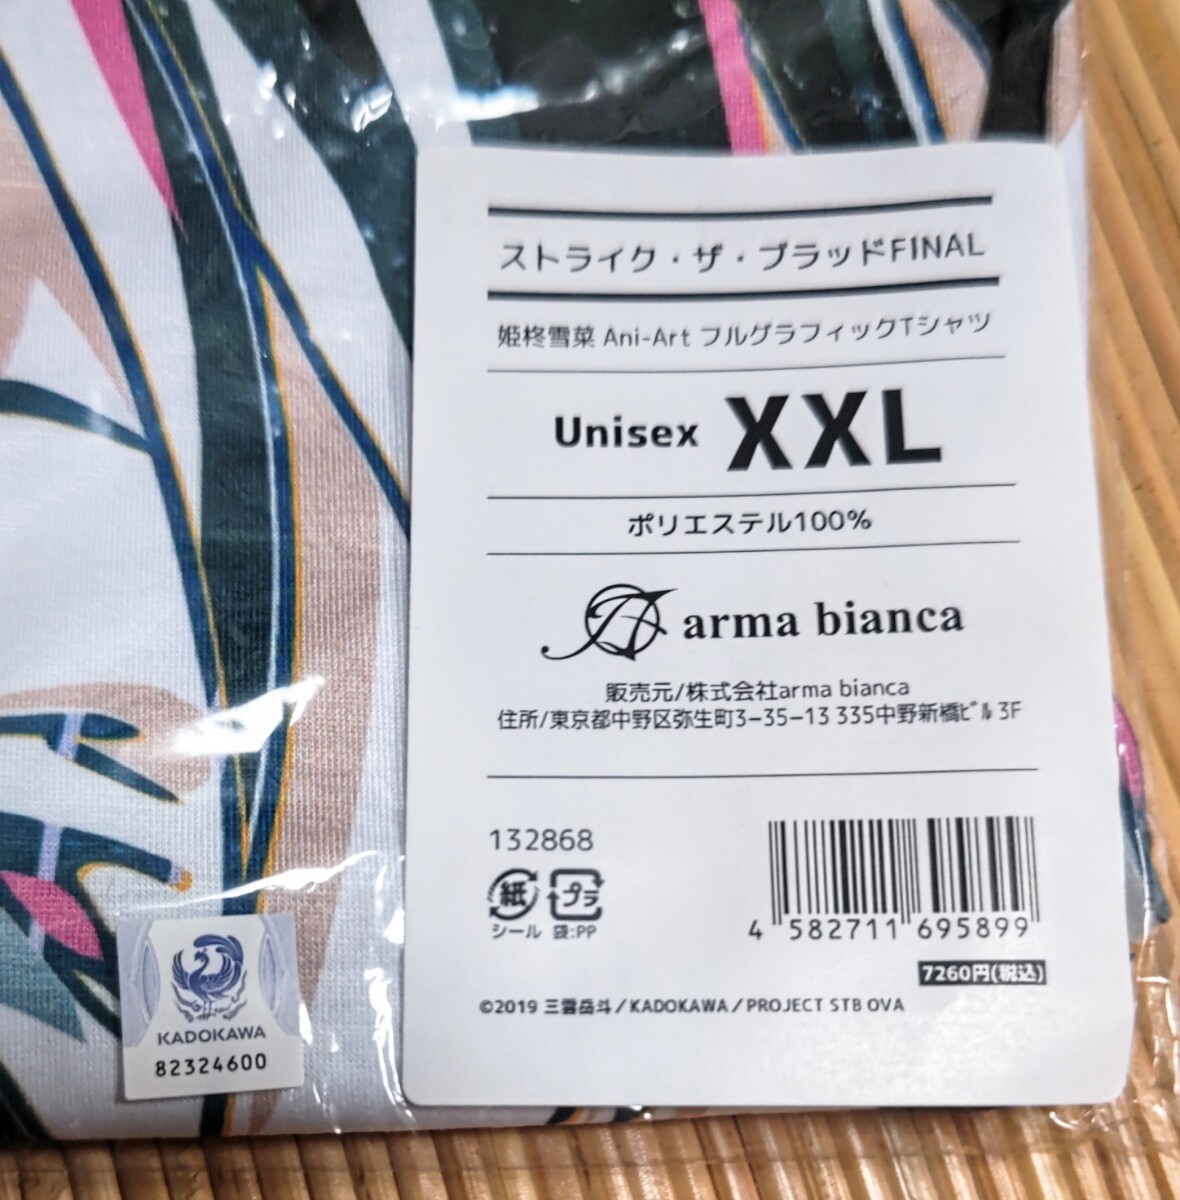 ストライク・ザ・ブラッドFINAL
姫柊雪菜 Ani-Art フルグラフィックTシャツ
Unisex XXL
ポリエステル100%
arma bianca
販売元/株式会社arma bianca
住所/東京都中野区弥生町3-35-13 335中野新橋ﾋﾞﾙ 3F
132868
紙 プラ
シール 袋:PP
4 582711 695899
7260円(税込)
©2019 三雲岳斗/KADOKAWA/PROJECT STB OVA
KADOKAWA
82324600